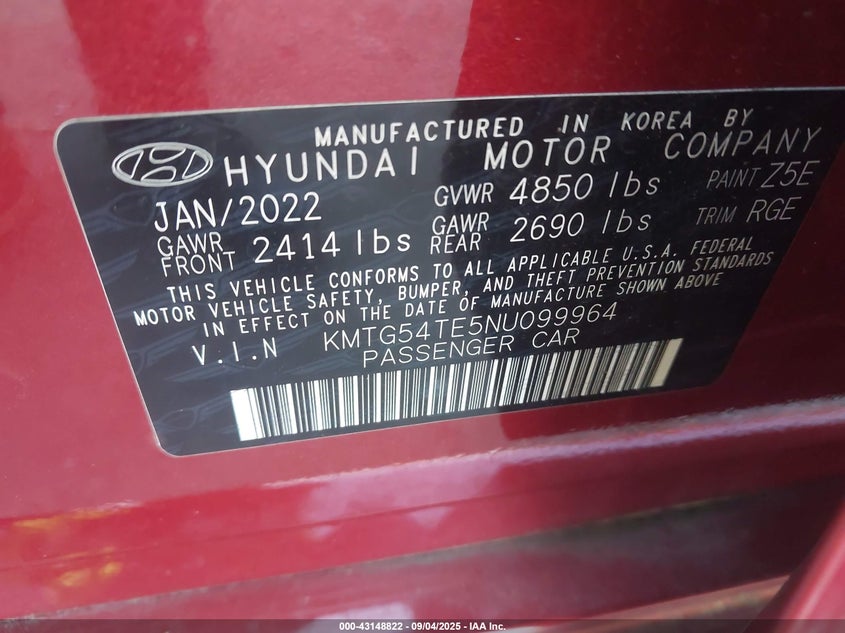 MANUFACTURED IN KOREA BY
HYUNDAI MOTOR COMPANY
JAN/2022 GVWR 4850 lbs PAINT Z5E
GAWR FRONT 2414 lbs GAWR REAR 2690 lbs TRIM RGE
THIS VEHICLE CONFORMS TO ALL APPLICABLE U.S.A. FEDERAL
MOTOR VEHICLE SAFETY, BUMPER, AND THEFT PREVENTION STANDARDS
IN EFFECT ON THE DATE OF MANUFACTURE SHOWN ABOVE
V.I.N KMTG54TE5NU099964
PASSENGER CAR
000-43148822 - 09/04/2025 - IAA Inc.